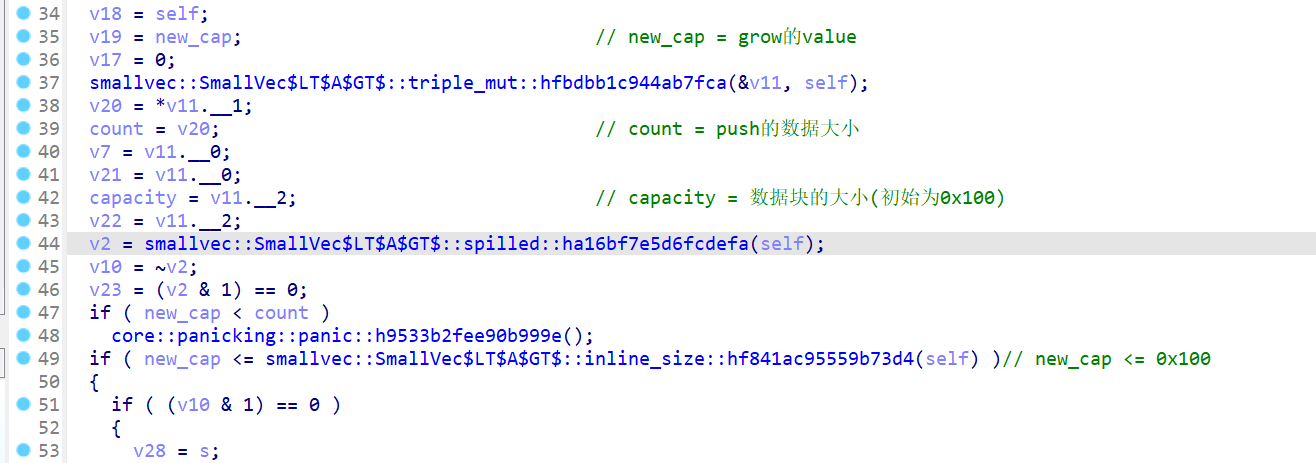 34 v18 = self;
35 v19 = new_cap; // new_cap = grow的value
36 v17 = 0;
37 smallvec::SmallVec$LT$A$GT$::triple_mut::hfbdbb1c944ab7fca(&v11, self);
38 v20 = *v11.__1;
39 count = v20; // count = push的数据大小
40 v7 = v11.__0;
41 v21 = v11.__0;
42 capacity = v11.__2; // capacity = 数据块的大小(初始为0x100)
43 v22 = v11.__2;
44 v2 = smallvec::SmallVec$LT$A$GT$::spilled::ha16bf7e5d6fcdefa(self);
45 v10 = ~v2;
46 v23 = (v2 & 1) == 0;
47 if ( new_cap < count )
48 core::panicking::panic::h9533b2fee90b999e();
49 if ( new_cap <= smallvec::SmallVec$LT$A$GT$::inline_size::hf841ac95559b73d4(self) )// new_cap <= 0x100
50 {
51 if ( (v10 & 1) == 0 )
52 {
53 v28 = s;